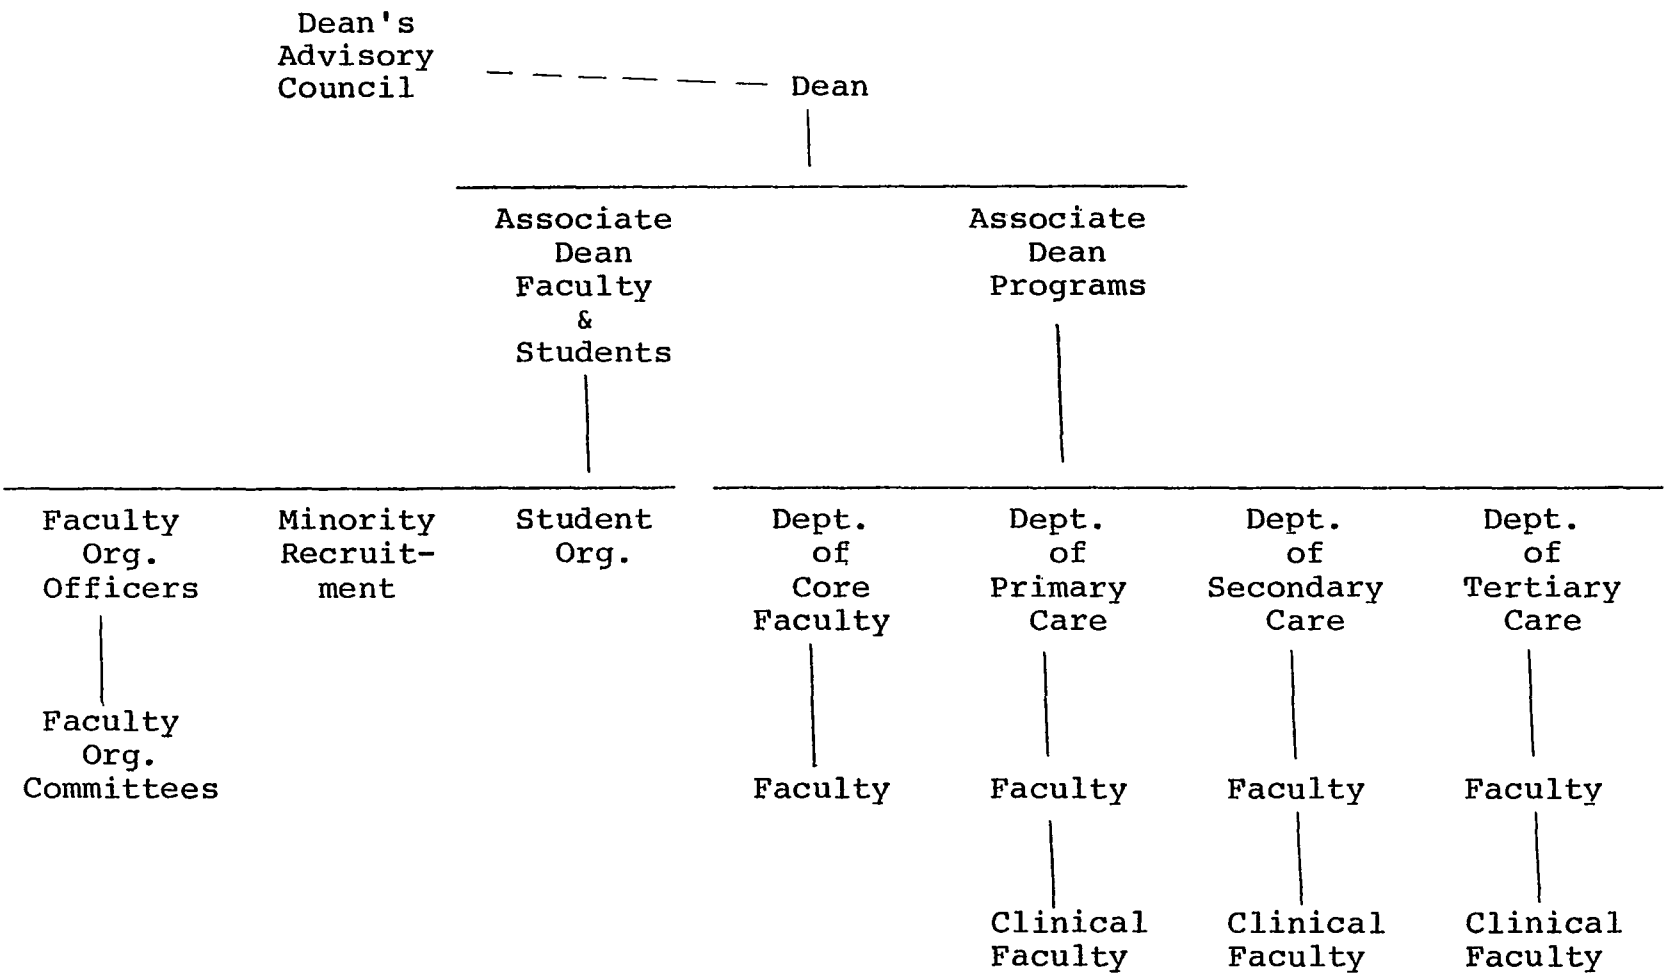 Dean's
Advisory
Council
Dean
Associate
Dean
Faculty
&
Students
Associate
Dean
Programs
Faculty
Org.
Officers
Minority
Recruit-
ment
Student
Org.
Dept.
of
Core
Faculty
Dept.
of
Primary
Care
Dept.
of
Secondary
Care
Dept.
of
Tertiary
Care
Faculty
Org.
Committees
Faculty
Faculty
Faculty
Faculty
Clinical
Faculty
Clinical
Faculty
Clinical
Faculty